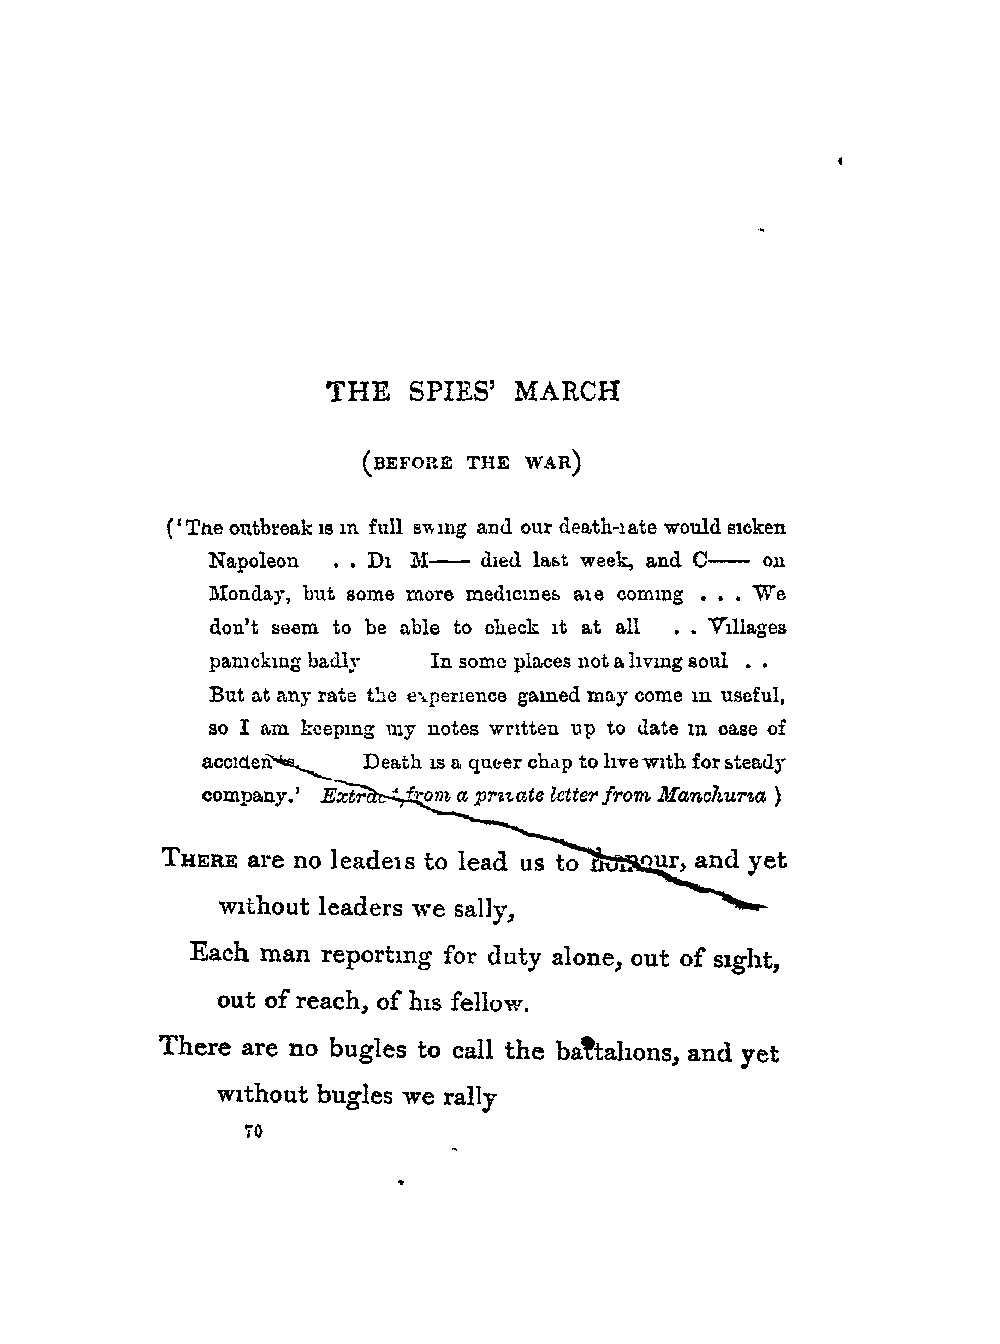 THE SPIES' MARCH
(BEFORE THE WAR)
('The outbreak is in full swing and our death-rate would sicken
Napoleon . . Dr M—— died last week, and C—— on
Monday, but some more medicines are coming . . . We
don't seem to be able to check it at all . . Villages
panicking badly In some places not a living soul . .
But at any rate the experience gained may come in useful,
so I am keeping my notes written up to date in case of
accidents. Death is a queer chap to live with for steady
company.' Extract from a private letter from Manchuria )
THERE are no leaders to lead us to honour, and yet
without leaders we sally,
Each man reporting for duty alone, out of sight,
out of reach, of his fellow.
There are no bugles to call the battalions, and yet
without bugles we rally
70